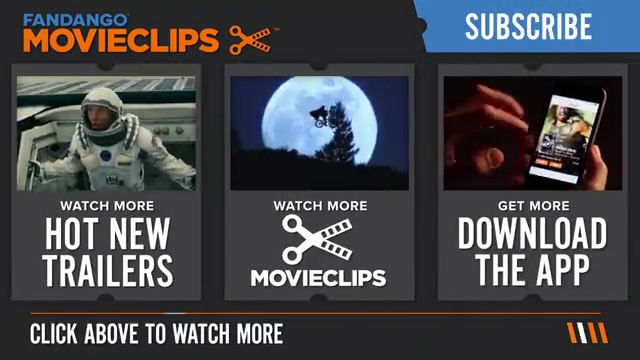 FANDANGO
MOVIECLIPS ™
SUBSCRIBE
WATCH MORE
HOT NEW
TRAILERS
WATCH MORE
MOVIECLIPS
GET MORE
DOWNLOAD
THE APP
CLICK ABOVE TO WATCH MORE